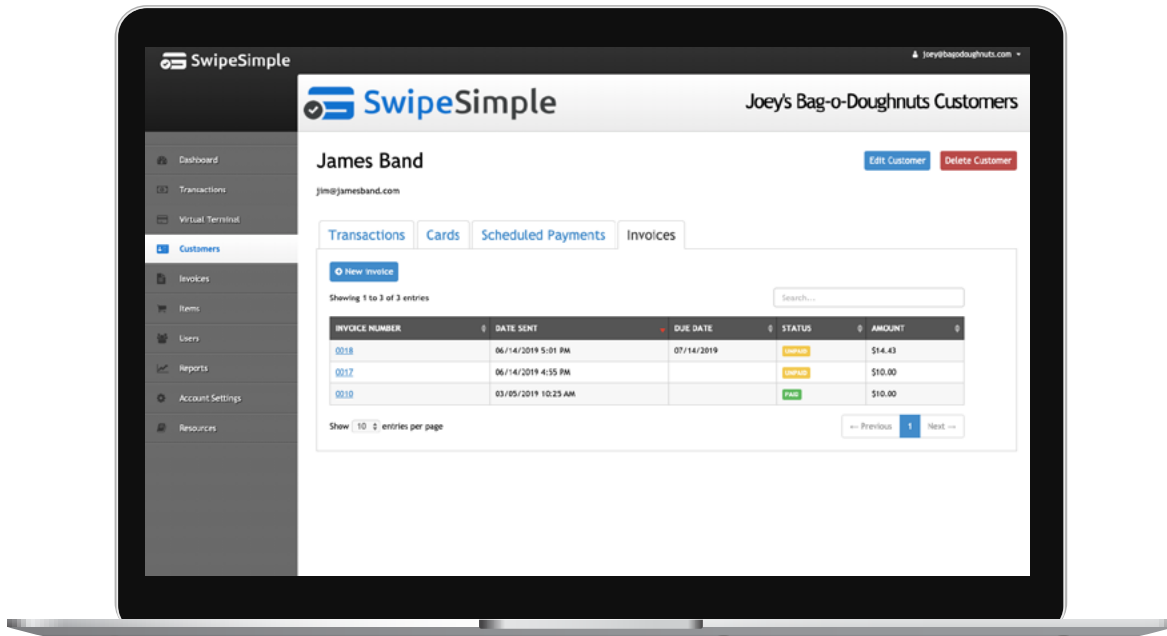 SwipeSimple
joey@bagodoughnuts.com
SwipeSimple
Joey's Bag-o-Doughnuts Customers
Dashboard
Transactions
Virtual Terminal
Customers
Invoices
Items
Users
Reports
Account Settings
Resources
James Band
Edit Customer
Delete Customer
jim@jamesband.com
Transactions Cards Scheduled Payments Invoices
New Invoice
Showing 1 to 3 of 3 entries
Search...
INVOICE NUMBER DATE SENT DUE DATE STATUS AMOUNT
0018 06/14/2019 5:01 PM 07/14/2019 UNPAID $14.43
0017 06/14/2019 4:55 PM UNPAID $10.00
0010 03/05/2019 10:25 AM PAID $10.00
Show 10 entries per page
← Previous 1 Next →